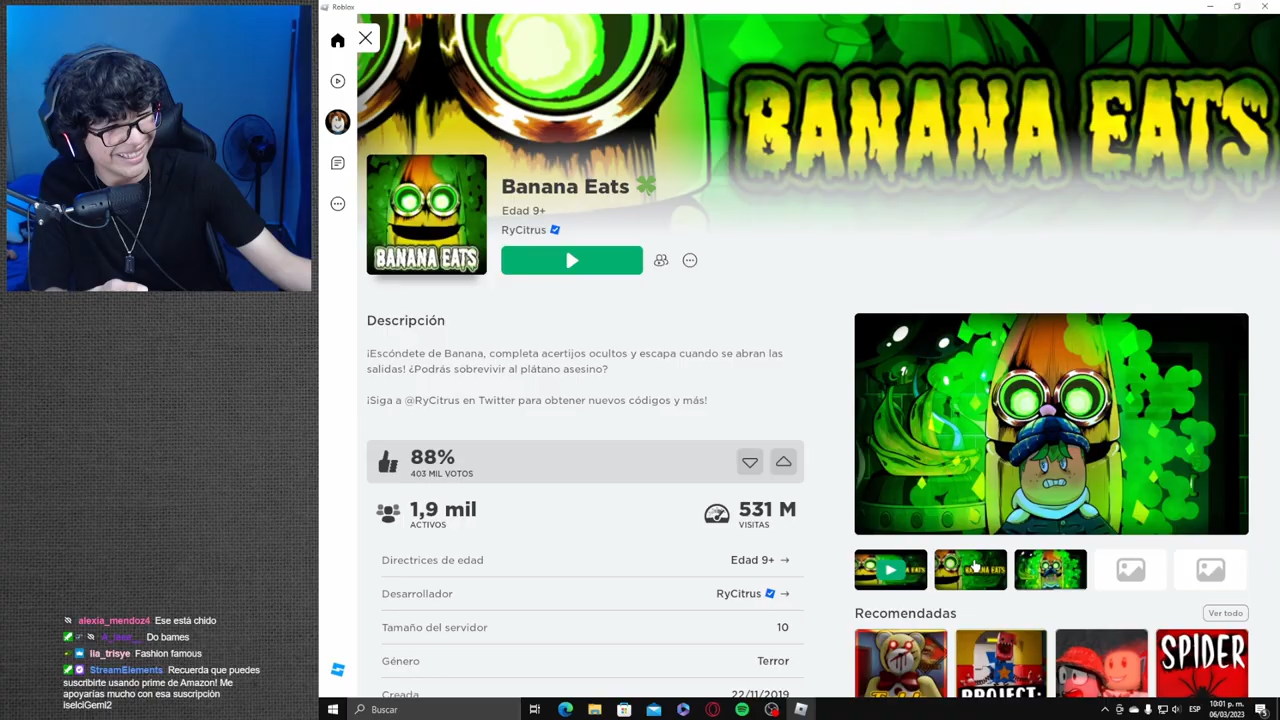 Roblox
BANANA EATS
BANANA EATS
Banana Eats
Edad 9+
RyCitrus
Descripción
¡Escóndete de Banana, completa acertijos ocultos y escapa cuando se abran las
salidas! ¿Podrás sobrevivir al plátano asesino?
¡Siga a @RyCitrus en Twitter para obtener nuevos códigos y más!
88%
403 MIL VOTOS
1,9 mil
ACTIVOS
531 M
VISITAS
Directrices de edad
Edad 9+ →
Desarrollador
RyCitrus →
Tamaño del servidor
10
Género
Terror
Creada
22/11/2019
Recomendadas
Ver todo
PROJECT:
SPIDER
alexia_mendoz4 Ese está chido
Do bames
lla_trisye Fashion famous
StreamElements Recuerda que puedes
suscribirte usando prime de Amazon! Me
apoyarías mucho con esa suscripción
iselciGemi2
Buscar
ESP
10:01 p. m.
06/03/2023